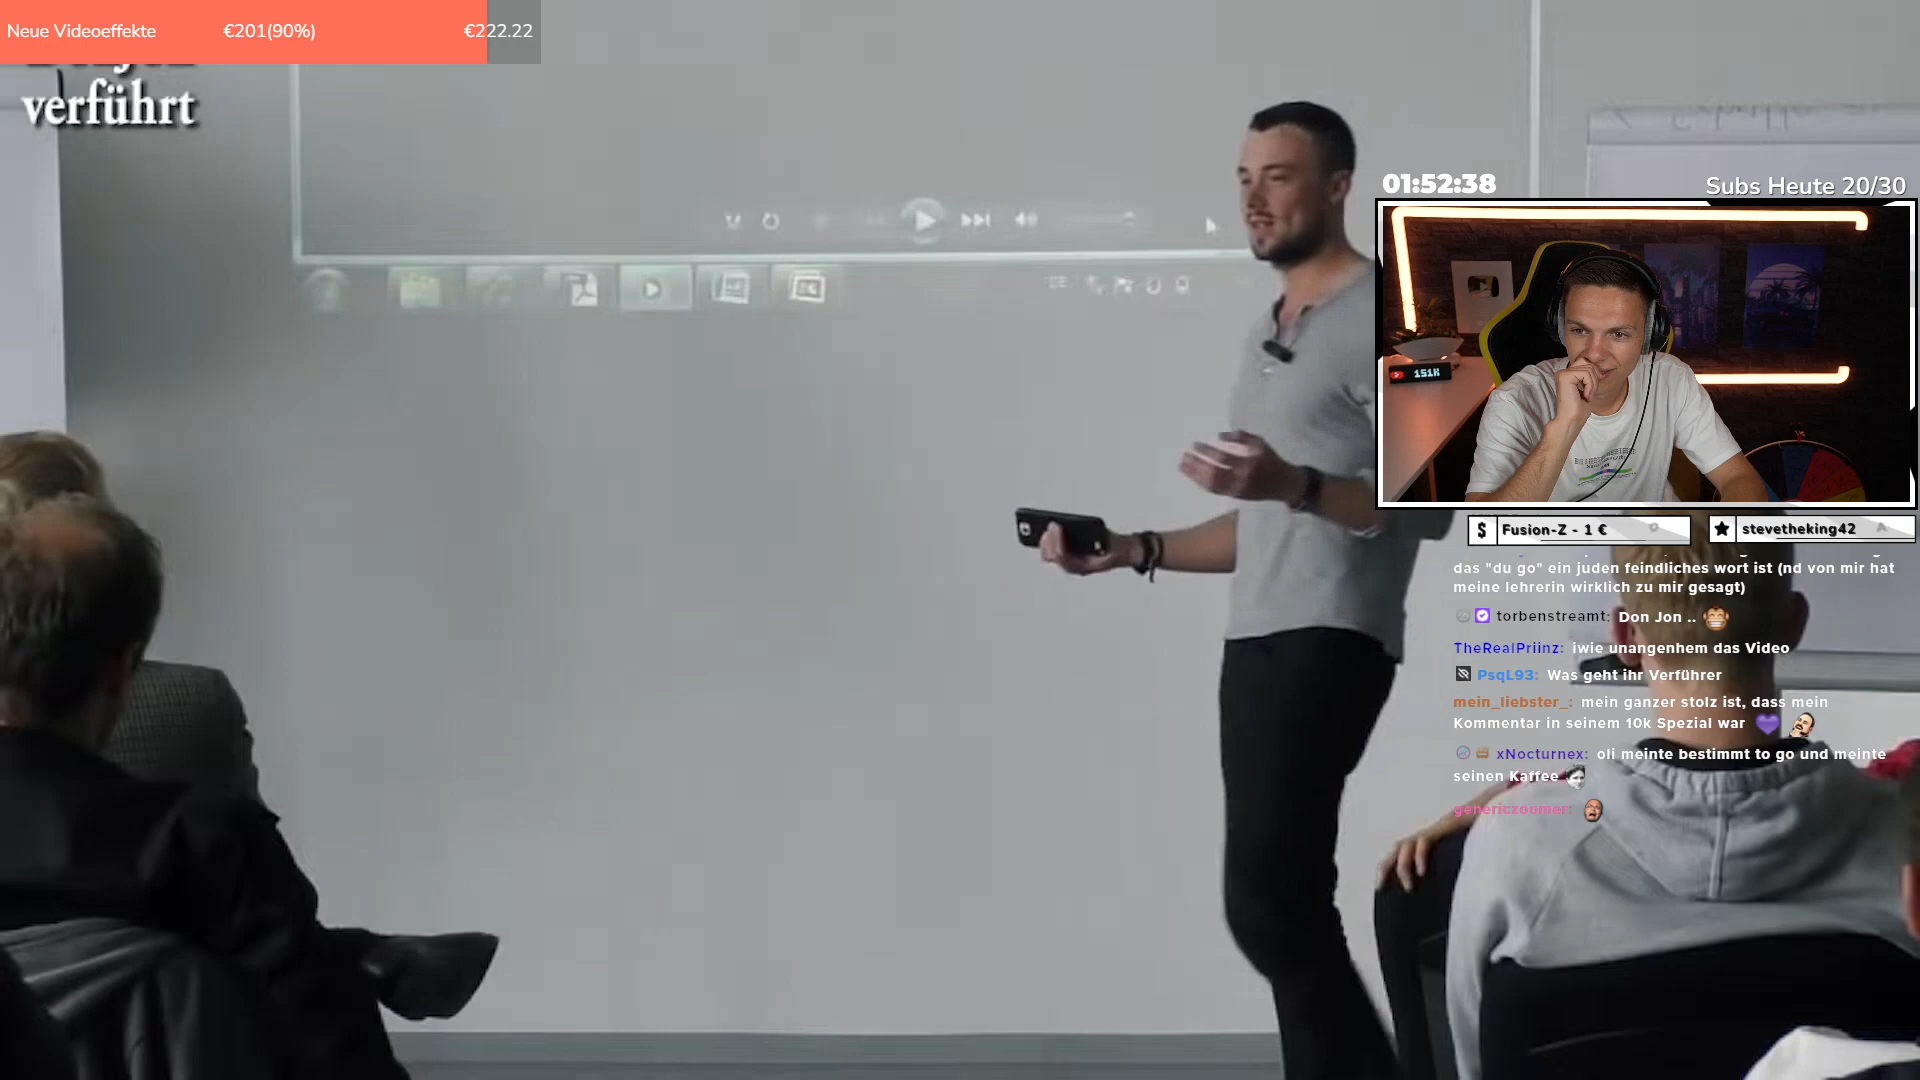 Neue Videoeffekte €201(90%) €222.22
verführt
01:52:38
Subs Heute 20/30
151K
Fusion-Z - 1 €
stevetheking42
das "du go" ein juden feindliches wort ist (nd von mir hat
meine lehrerin wirklich zu mir gesagt)
torbenstreamt: Don Jon ..
TheRealPriinz: iwie unangenhem das Video
PsqL93: Was geht ihr Verführer
mein_liebster_: mein ganzer stolz ist, dass mein
Kommentar in seinem 10k Spezial war
xNocturnex: oli meinte bestimmt to go und meinte
seinen Kaffee
genericzoomer: